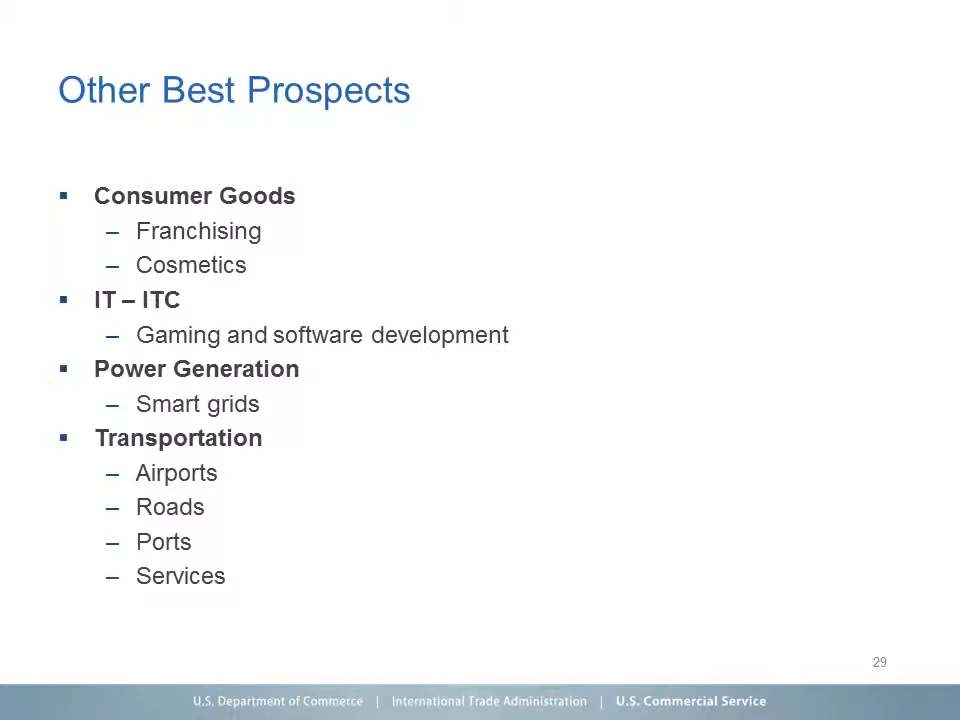 Other Best Prospects
▪ Consumer Goods
– Franchising
– Cosmetics
▪ IT – ITC
– Gaming and software development
▪ Power Generation
– Smart grids
▪ Transportation
– Airports
– Roads
– Ports
– Services
29
U.S. Department of Commerce | International Trade Administration | U.S. Commercial Service